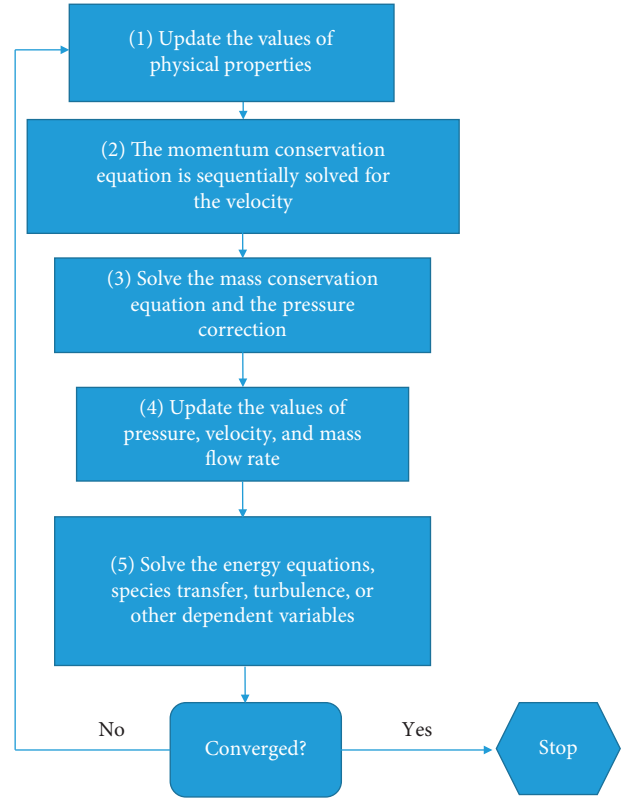 (1) Update the values of
physical properties
(2) The momentum conservation
equation is sequentially solved for
the velocity
(3) Solve the mass conservation
equation and the pressure
correction
(4) Update the values of
pressure, velocity, and mass
flow rate
(5) Solve the energy equations,
species transfer, turbulence, or
other dependent variables
No
Converged?
Yes
Stop